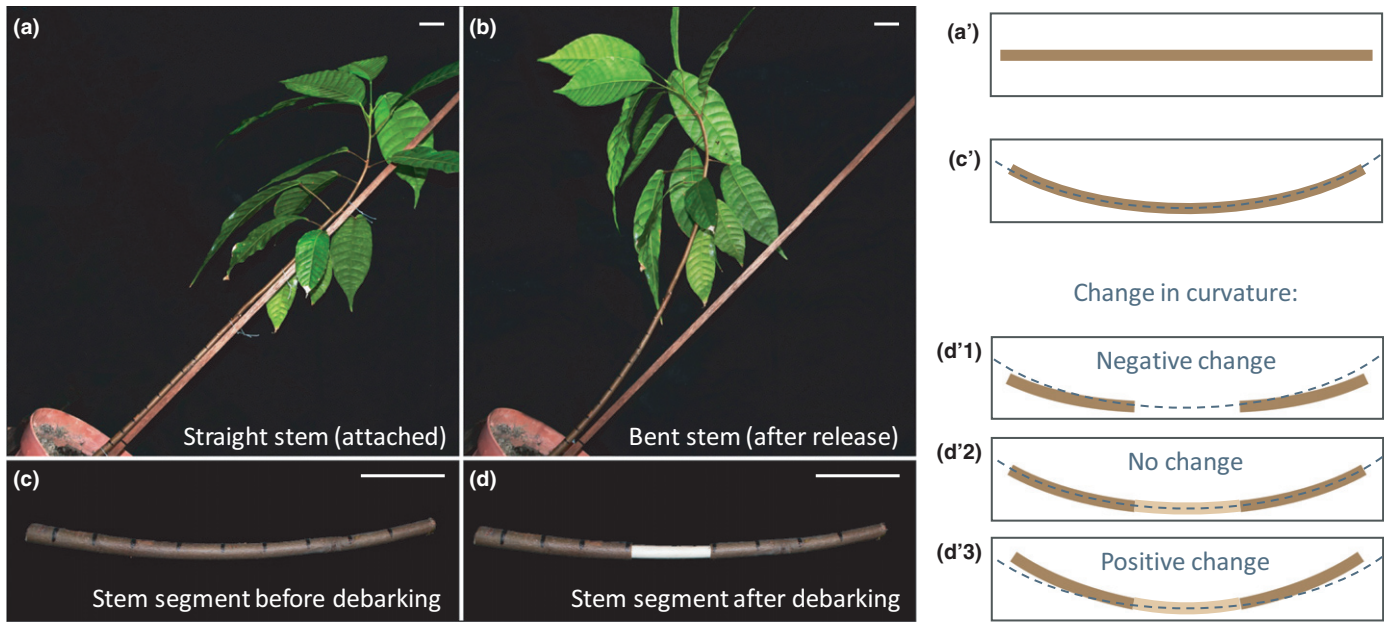 (a)
Straight stem (attached)
(b)
Bent stem (after release)
(c)
Stem segment before debarking
(d)
Stem segment after debarking
(a')
(c')
Change in curvature:
(d'1)
Negative change
(d'2)
No change
(d'3)
Positive change